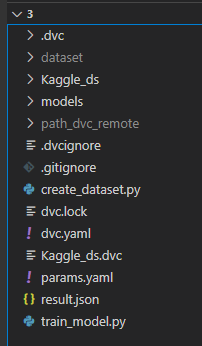 3
.dvc
dataset
Kaggle_ds
models
path_dvc_remote
.dvcignore
.gitignore
create_dataset.py
dvc.lock
dvc.yaml
Kaggle_ds.dvc
params.yaml
result.json
train_model.py